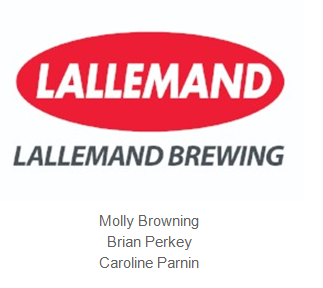 LALLEMAND
LALLEMAND BREWING
Molly Browning
Brian Perkey
Caroline Parnin